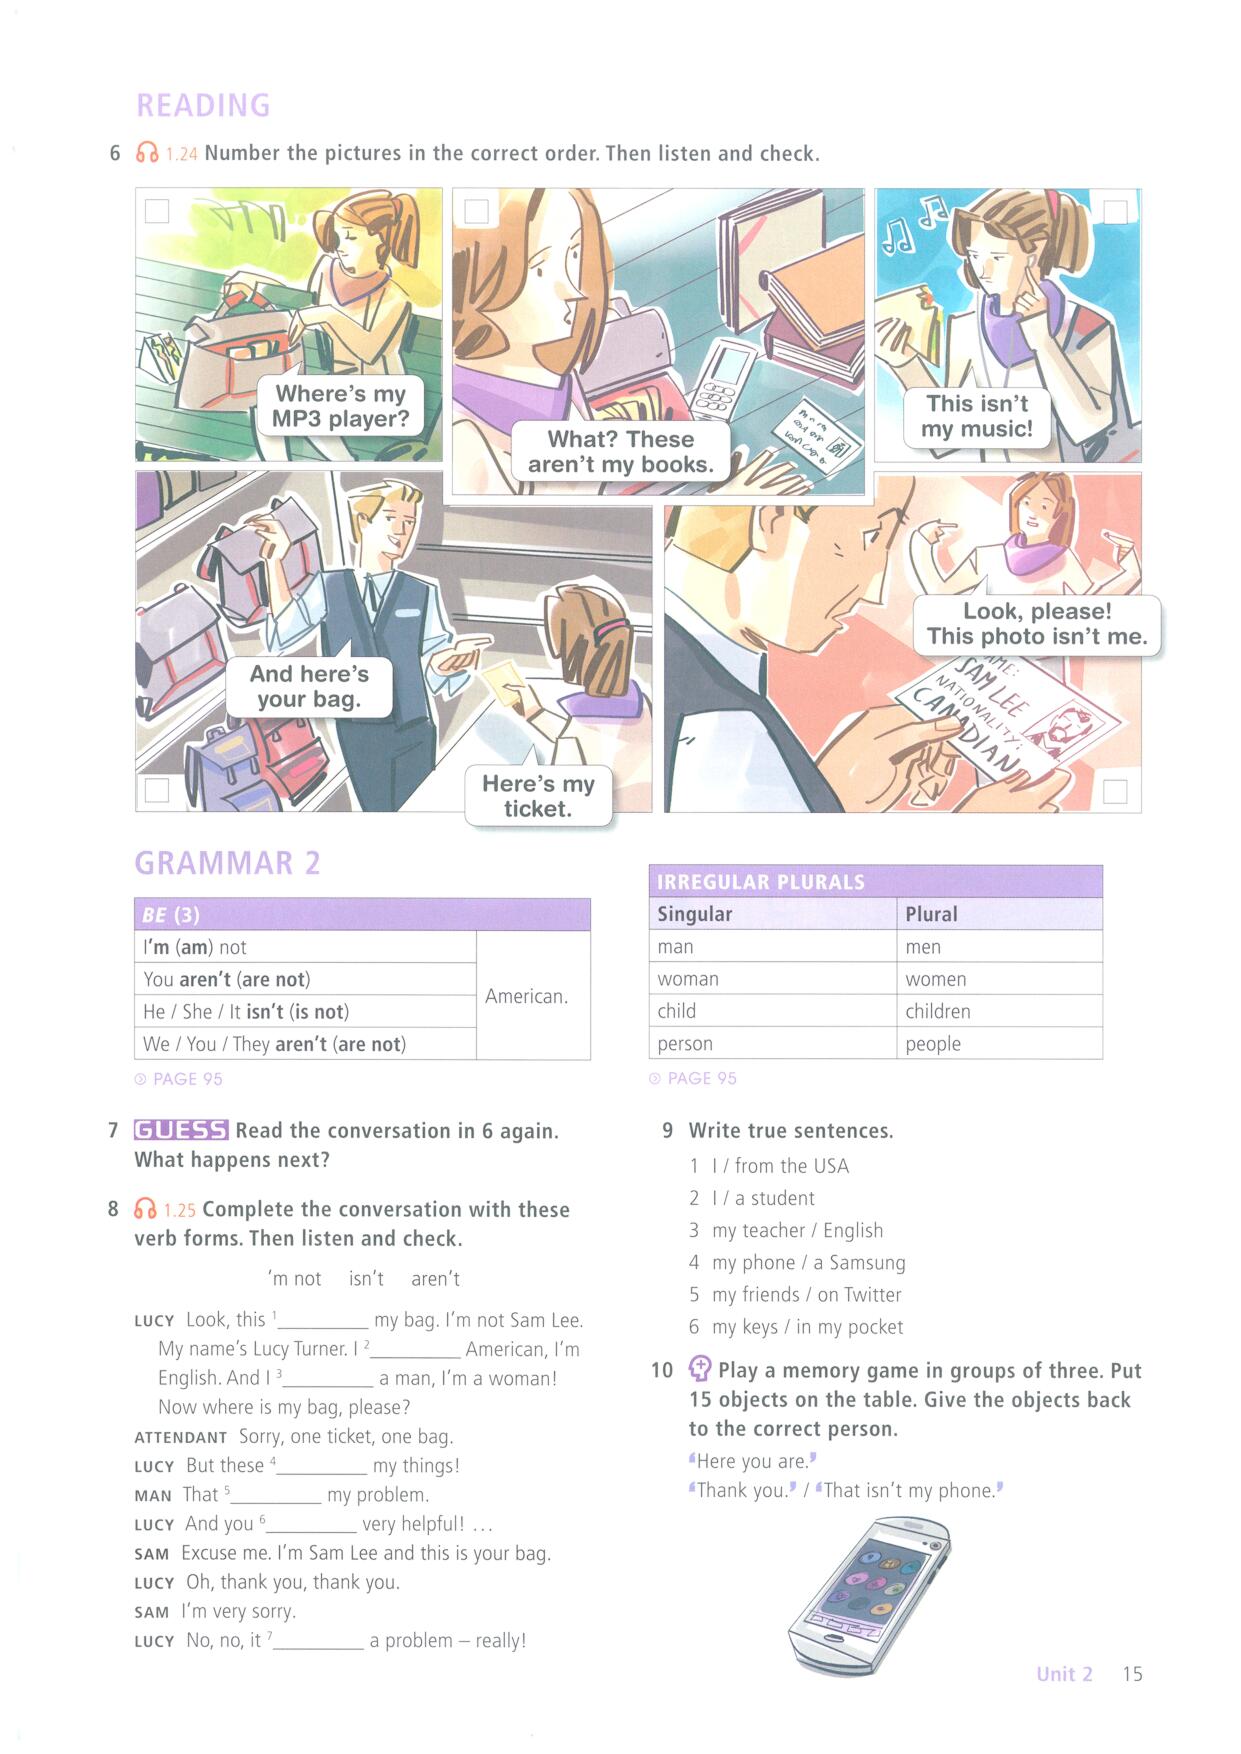 READING
6 1.24 Number the pictures in the correct order. Then listen and check.
Where's my
MP3 player?
What? These
aren't my books.
This isn't
my music!
And here's
your bag.
Here's my
ticket.
Look, please!
This photo isn't me.
AME:
SAM LEE
NATIONALITY:
CANADIAN
GRAMMAR 2
BE (3)
I'm (am) not
You aren't (are not)
He / She / It isn't (is not)
We / You / They aren't (are not)
American.
PAGE 95
IRREGULAR PLURALS
Singular Plural
man men
woman women
child children
person people
PAGE 95
7 GUESS Read the conversation in 6 again.
What happens next?
8 1.25 Complete the conversation with these
verb forms. Then listen and check.
'm not isn't aren't
LUCY Look, this 1__________ my bag. I'm not Sam Lee.
My name's Lucy Turner. I 2__________ American, I'm
English. And I 3__________ a man, I'm a woman!
Now where is my bag, please?
ATTENDANT Sorry, one ticket, one bag.
LUCY But these 4__________ my things!
MAN That 5__________ my problem.
LUCY And you 6__________ very helpful! ...
SAM Excuse me. I'm Sam Lee and this is your bag.
LUCY Oh, thank you, thank you.
SAM I'm very sorry.
LUCY No, no, it 7__________ a problem – really!
9 Write true sentences.
1 I / from the USA
2 I / a student
3 my teacher / English
4 my phone / a Samsung
5 my friends / on Twitter
6 my keys / in my pocket
10 Play a memory game in groups of three. Put
15 objects on the table. Give the objects back
to the correct person.
'Here you are.'
'Thank you.' / 'That isn't my phone.'
Unit 2 15